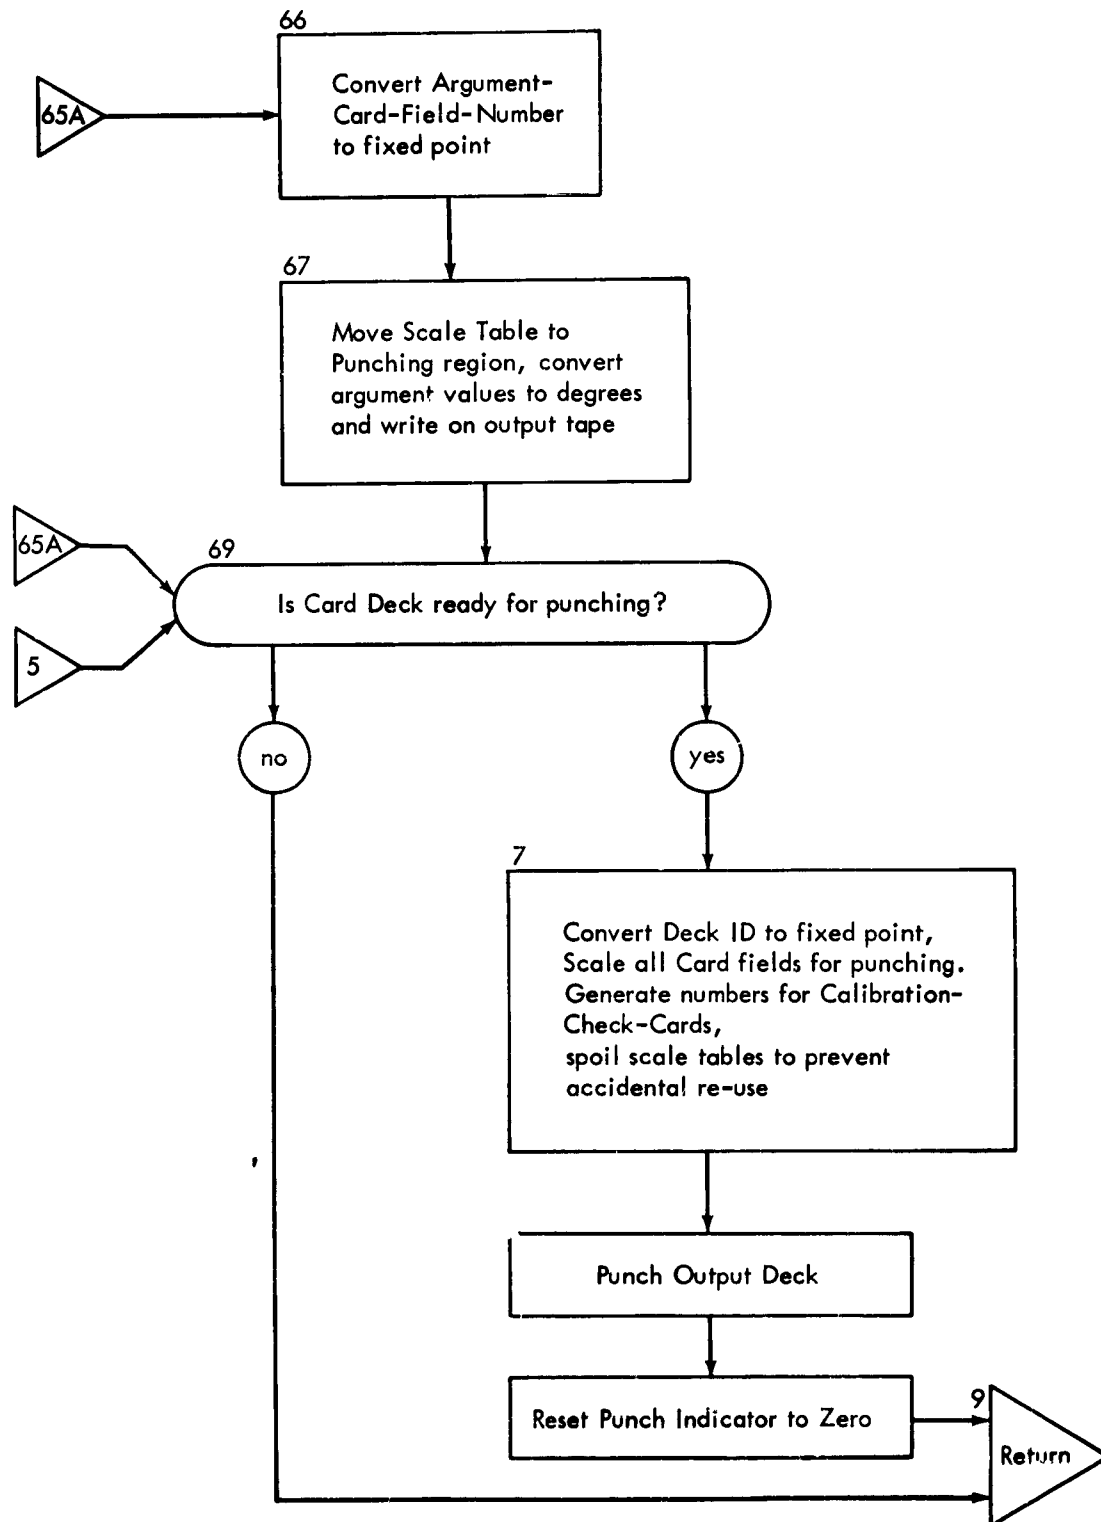 66
65A
Convert Argument-
Card-Field-Number
to fixed point
67
Move Scale Table to
Punching region, convert
argument values to degrees
and write on output tape
65A
69
Is Card Deck ready for punching?
5
no
yes
7
Convert Deck ID to fixed point,
Scale all Card fields for punching.
Generate numbers for Calibration-
Check-Cards,
spoil scale tables to prevent
accidental re-use
Punch Output Deck
Reset Punch Indicator to Zero
9
Return